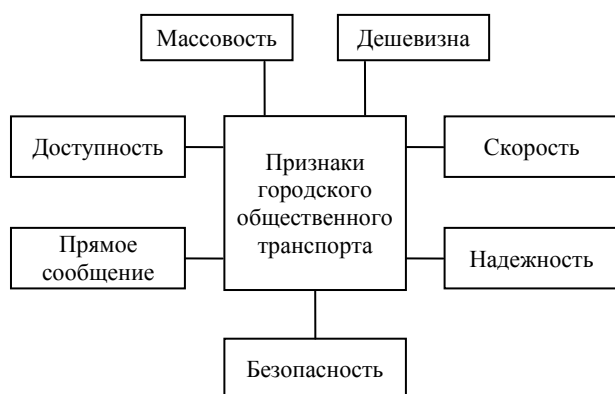 Массовость
Дешевизна
Доступность
Признаки
городского
общественного
транспорта
Скорость
Прямое
сообщение
Надежность
Безопасность